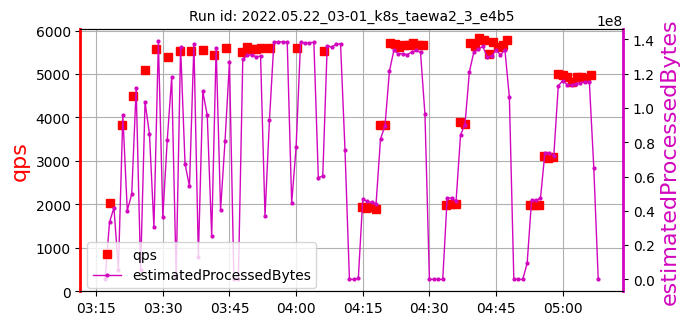 Run id: 2022.05.22_03-01_k8s_taewa2_3_e4b5
1e8
6000
5000
4000
3000
2000
1000
0
qps
1.4
1.2
1.0
0.8
0.6
0.4
0.2
0.0
estimatedProcessedBytes
qps
estimatedProcessedBytes
03:15 03:30 03:45 04:00 04:15 04:30 04:45 05:00